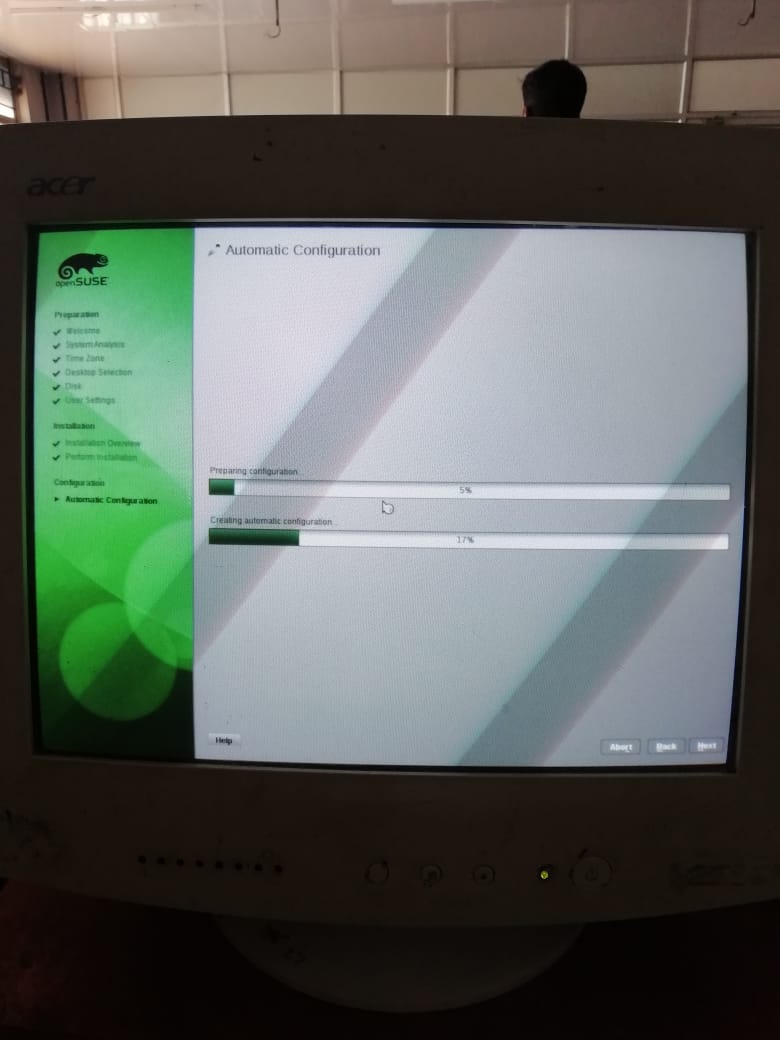 acer
openSUSE
Automatic Configuration
Preparation
Welcome
System Analysis
Time Zone
Desktop Selection
Disk
User Settings
Installation
Installation Overview
Perform Installation
Configuration
Automatic Configuration
Preparing configuration...
5%
Creating automatic configuration...
17%
Help
Abort
Back
Next